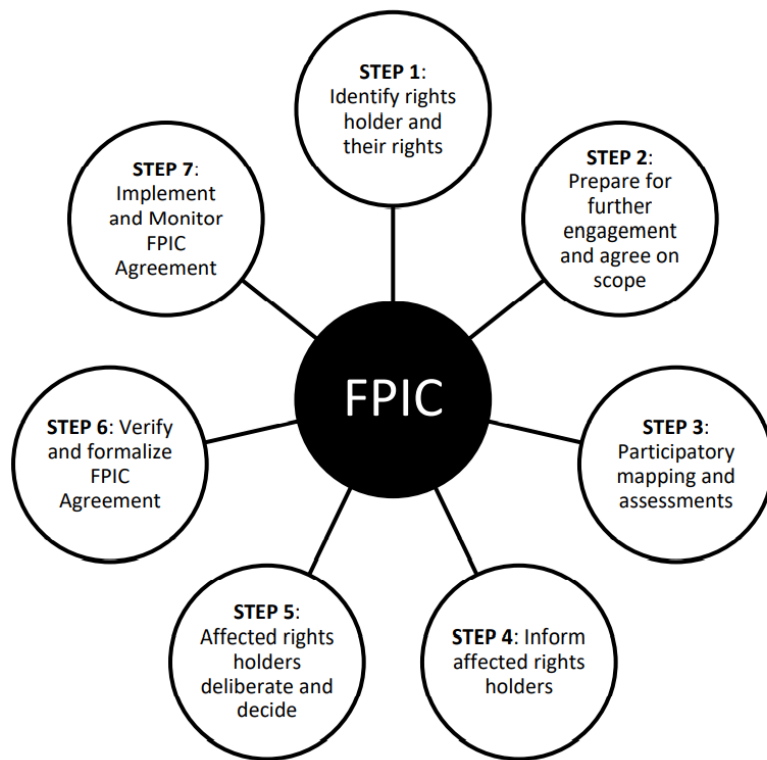 STEP 1:
Identify rights
holder and
their rights
STEP 2:
Prepare for
further
engagement
and agree on
scope
STEP 3:
Participatory
mapping and
assessments
STEP 4: Inform
affected rights
holders
STEP 5:
Affected rights
holders
deliberate and
decide
STEP 6: Verify
and formalize
FPIC
Agreement
STEP 7:
Implement
and Monitor
FPIC
Agreement
FPIC